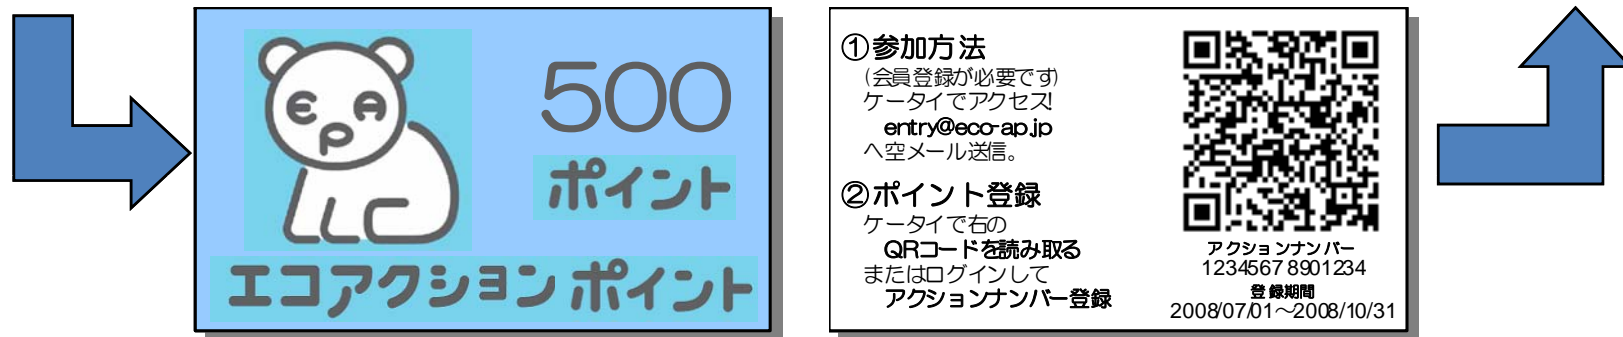 E A
P
500
ポイント
エコアクションポイント
①参加方法
(会員登録が必要です)
ケータイでアクセス!
entry@eco-ap.jp
へ空メール送信。
②ポイント登録
ケータイで右の
QRコードを読み取る
またはログインして
アクションナンバー登録
アクションナンバー
1234567 8901234
登録期間
2008/07/01～2008/10/31